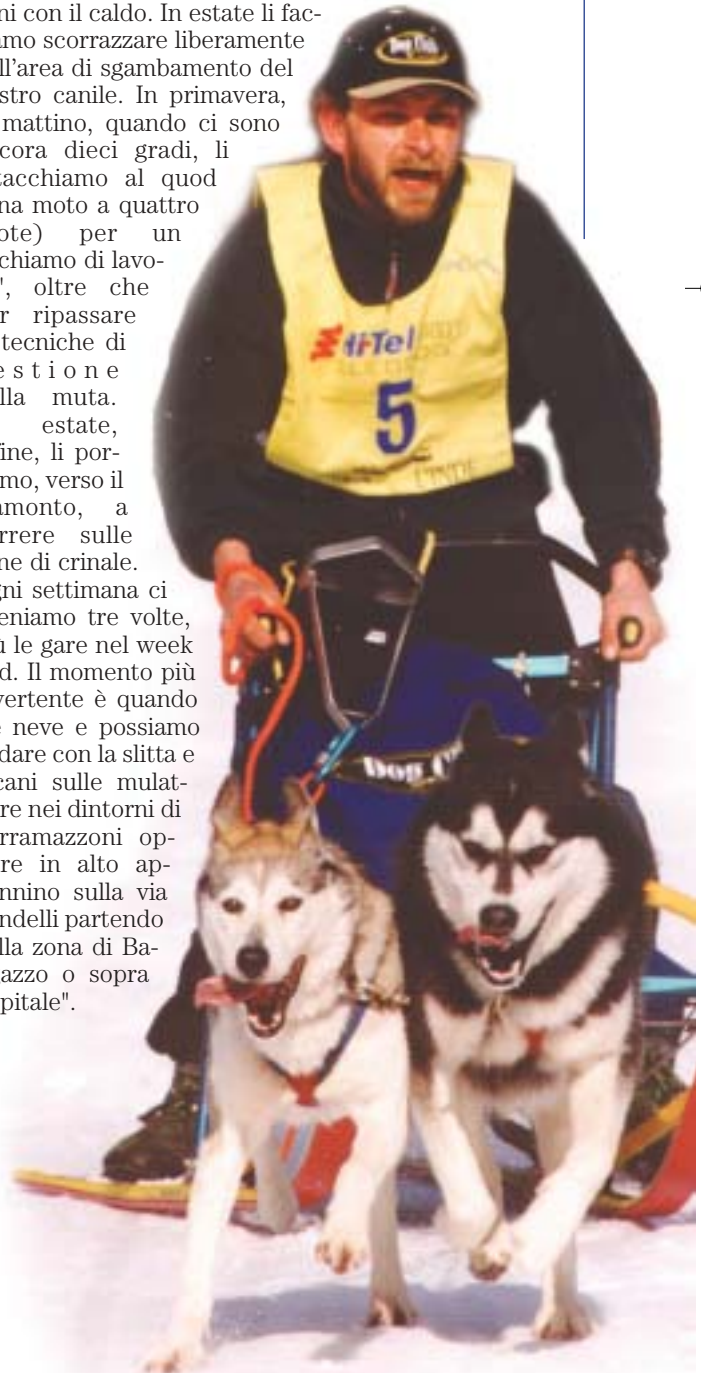 ni con il caldo. In estate li fac-
amo scorrazzare liberamente
ll'area di sgambamento del
stro canile. In primavera,
mattino, quando ci sono
cora dieci gradi, li
tacchiamo al quod
na moto a quattro
ote) per un
chiamo di lavo-
", oltre che
r ripassare
tecniche di
e s t i o n e
lla muta.
estate,
fine, li por-
mo, verso il
amonto, a
rrere sulle
ne di crinale.
gni settimana ci
eniamo tre volte,
ù le gare nel week
d. Il momento più
vertente è quando
è neve e possiamo
dare con la slitta e
cani sulle mulat-
re nei dintorni di
rramazzoni op-
re in alto ap-
nnino sulla via
ndelli partendo
lla zona di Ba-
azzo o sopra
pitale".
Dog Club
HiTel
5
Dog